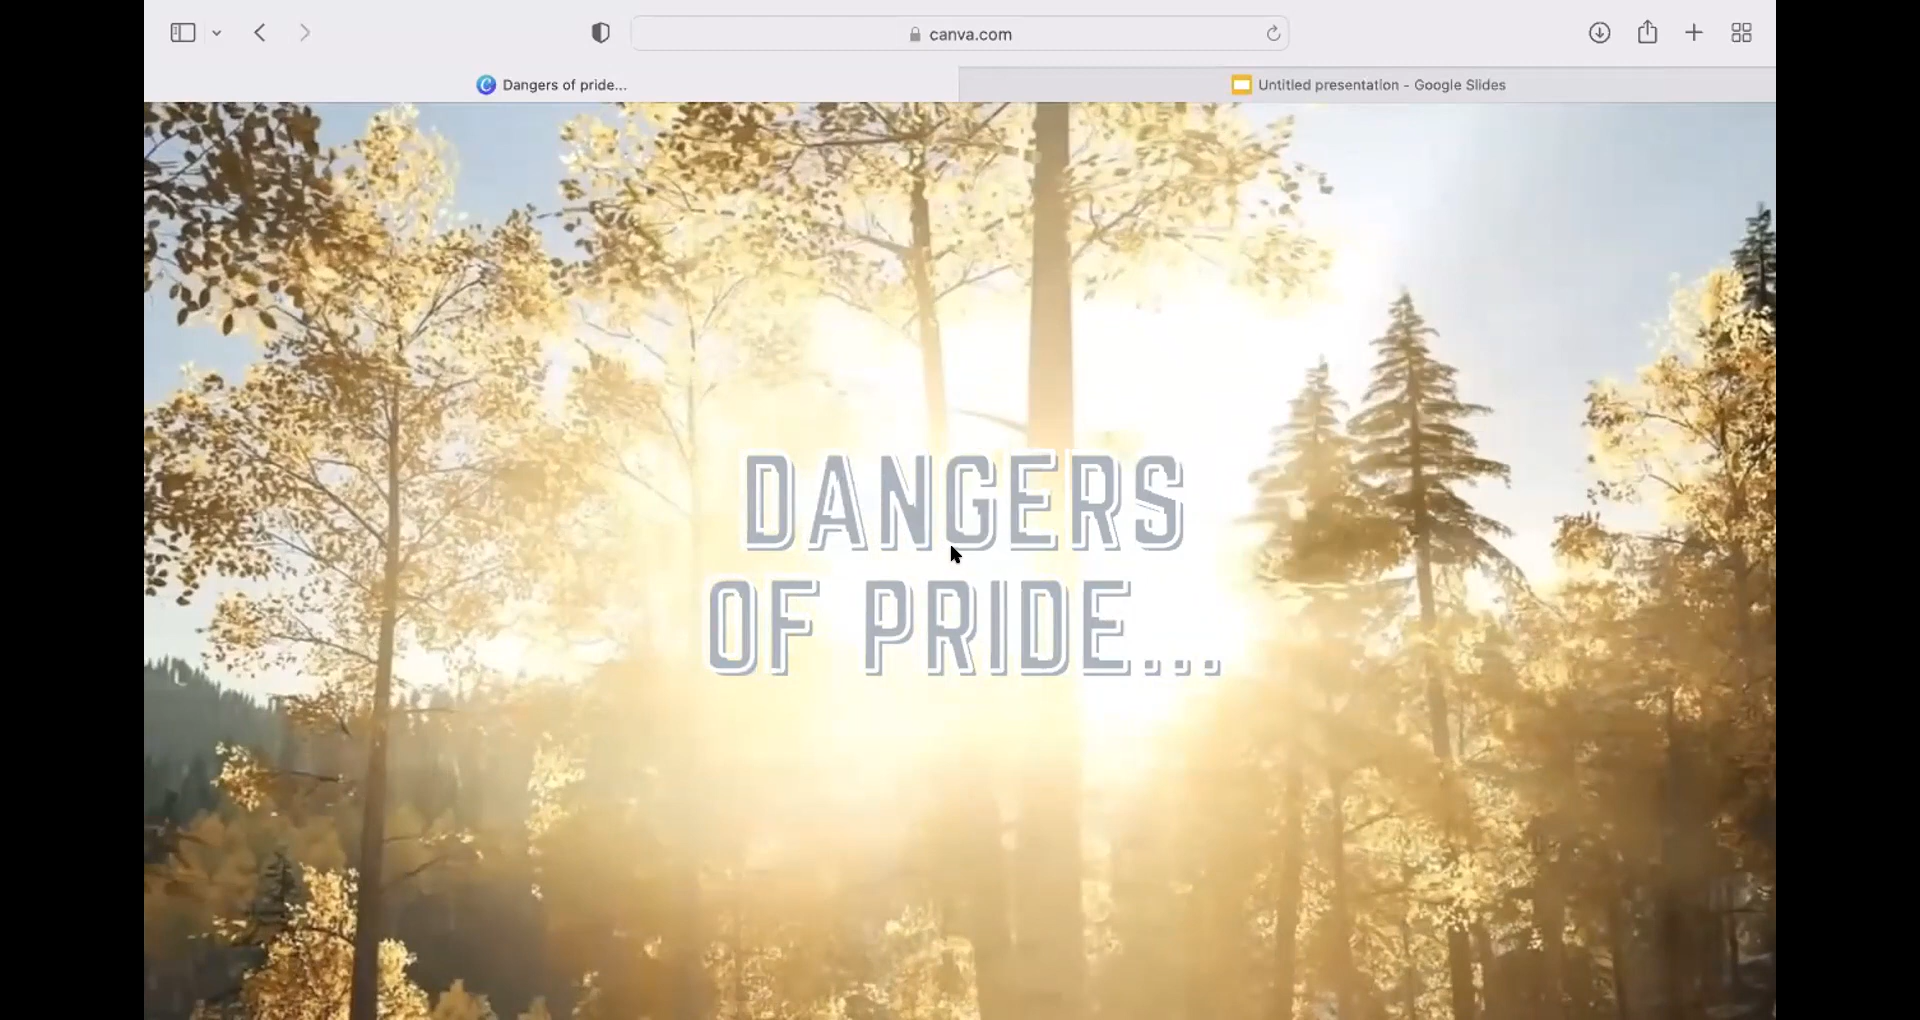 canva.com
Dangers of pride...
Untitled presentation - Google Slides
DANGERS
OF PRIDE...